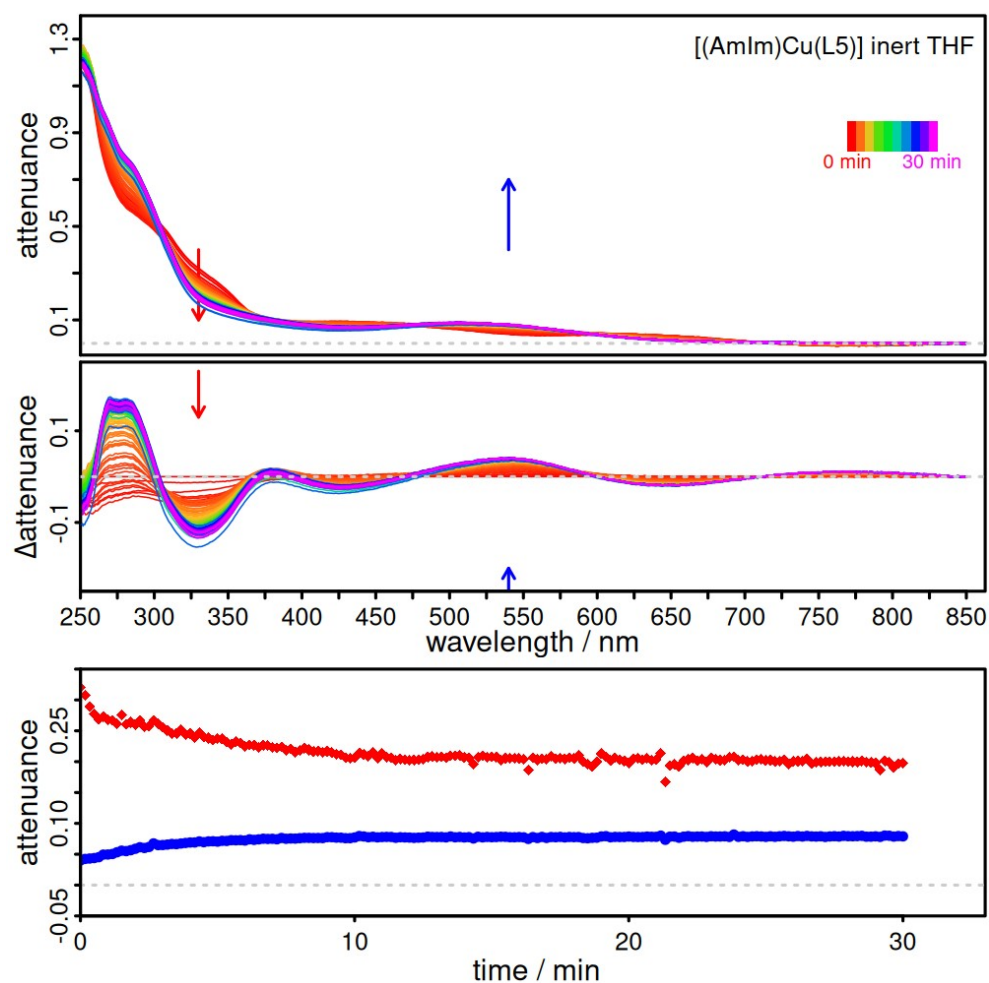 1.3
[(AmIm)Cu(L5)] inert THF
0.9
0 min 30 min
attenuance
0.5
0.1
0.1
Δattenuance
-0.1
250 300 350 400 450 500 550 600 650 700 750 800 850
wavelength / nm
0.25
attenuance
0.10
-0.05
0 10 20 30
time / min